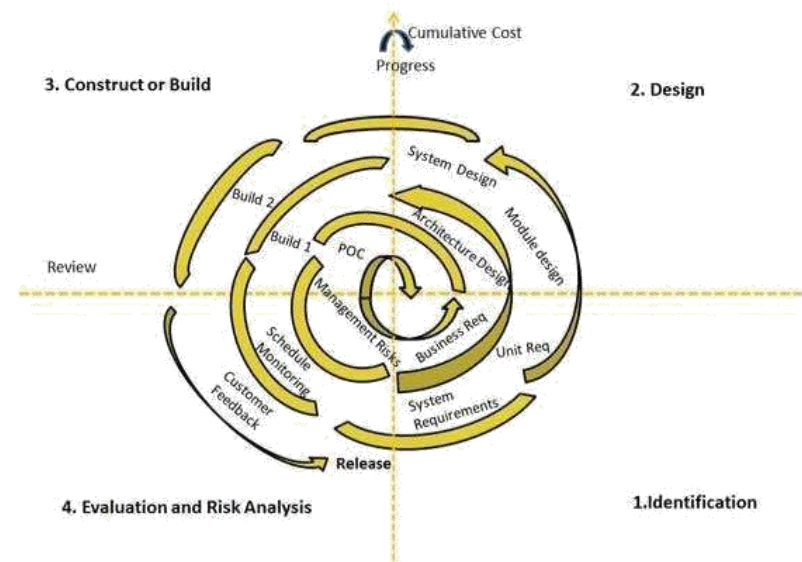 Cumulative Cost
Progress
3. Construct or Build
2. Design
System Design
Build 2
Architecture Design
Module design
Build 1
POC
Review
Management Risks
Business Req
Unit Req
Schedule
Monitoring
System
Requirements
Customer
Feedback
Release
4. Evaluation and Risk Analysis
1.Identification